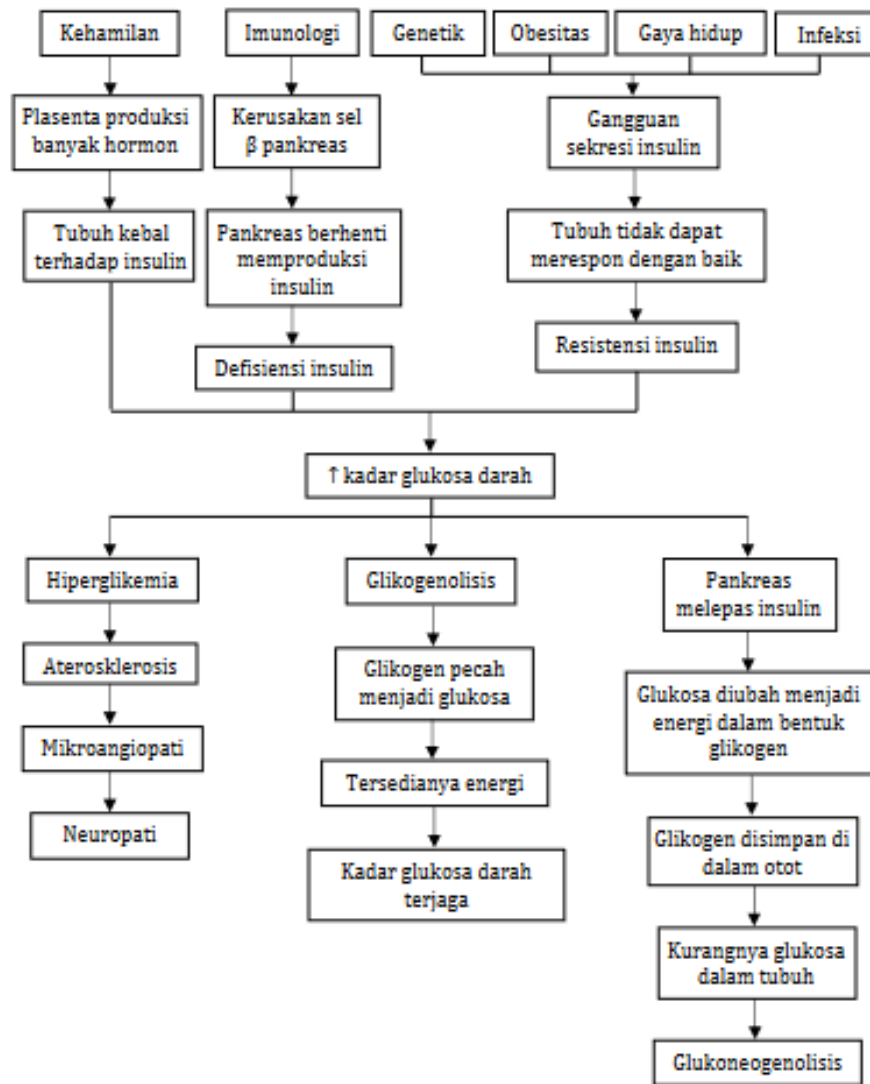 Kehamilan
Imunologi
Genetik
Obesitas
Gaya hidup
Infeksi
Plasenta produksi
banyak hormon
Kerusakan sel
β pankreas
Gangguan
sekresi insulin
Tubuh kebal
terhadap insulin
Pankreas berhenti
memproduksi
insulin
Tubuh tidak dapat
merespon dengan baik
Defisiensi insulin
Resistensi insulin
↑ kadar glukosa darah
Hiperglikemia
Aterosklerosis
Mikroangiopati
Neuropati
Glikogenolisis
Glikogen pecah
menjadi glukosa
Tersedianya energi
Kadar glukosa darah
terjaga
Pankreas
melepas insulin
Glukosa diubah menjadi
energi dalam bentuk
glikogen
Glikogen disimpan di
dalam otot
Kurangnya glukosa
dalam tubuh
Glukoneogenolisis